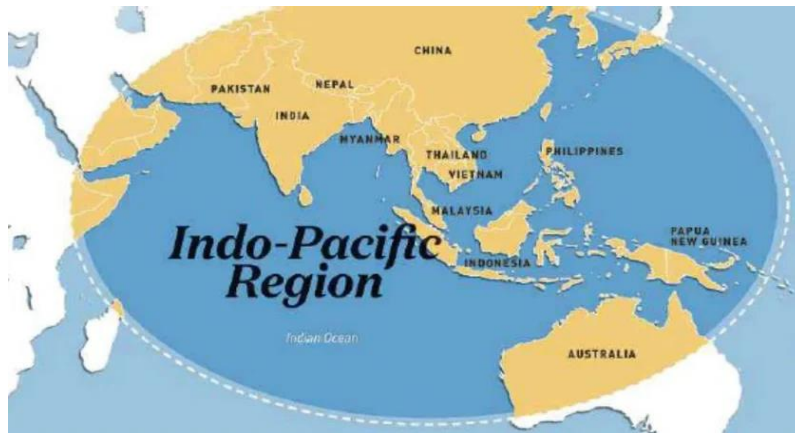 CHINA
PAKISTAN
NEPAL
INDIA
MYANMAR
THAILAND
PHILIPPINES
VIETNAM
MALAYSIA
Indo-Pacific
Region
PAPUA
NEW GUINEA
INDONESIA
Indian Ocean
AUSTRALIA